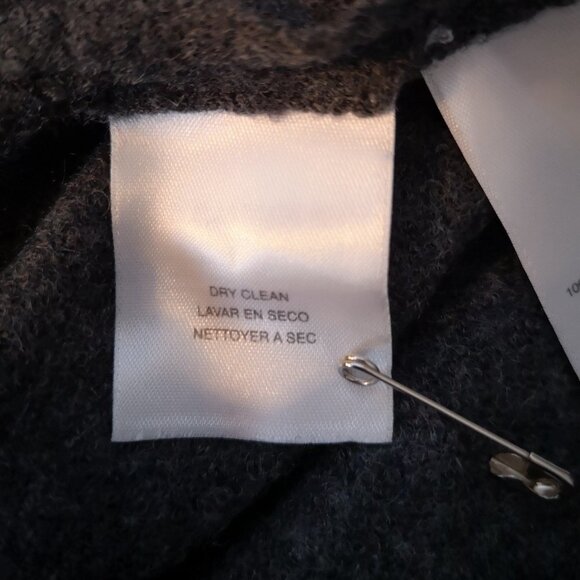 DRY CLEAN
LAVAR EN SECO
NETTOYER A SEC